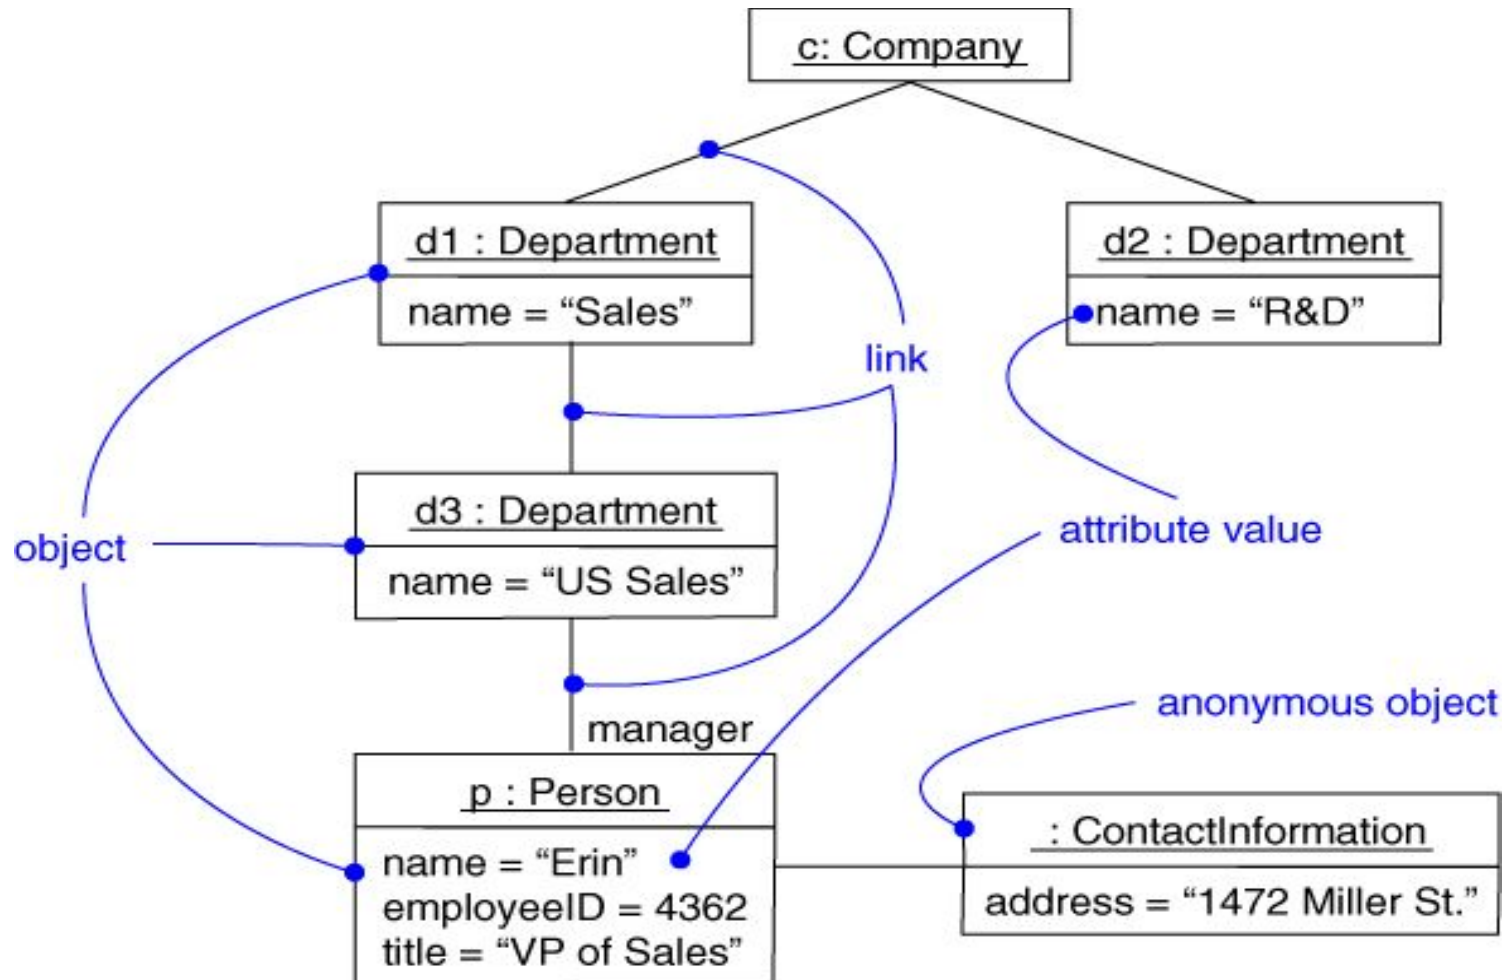 c: Company
d1 : Department
name = “Sales”
d2 : Department
name = “R&D”
link
d3 : Department
name = “US Sales”
object
attribute value
manager
anonymous object
p : Person
name = “Erin”
employeeID = 4362
title = “VP of Sales”
: ContactInformation
address = “1472 Miller St.”